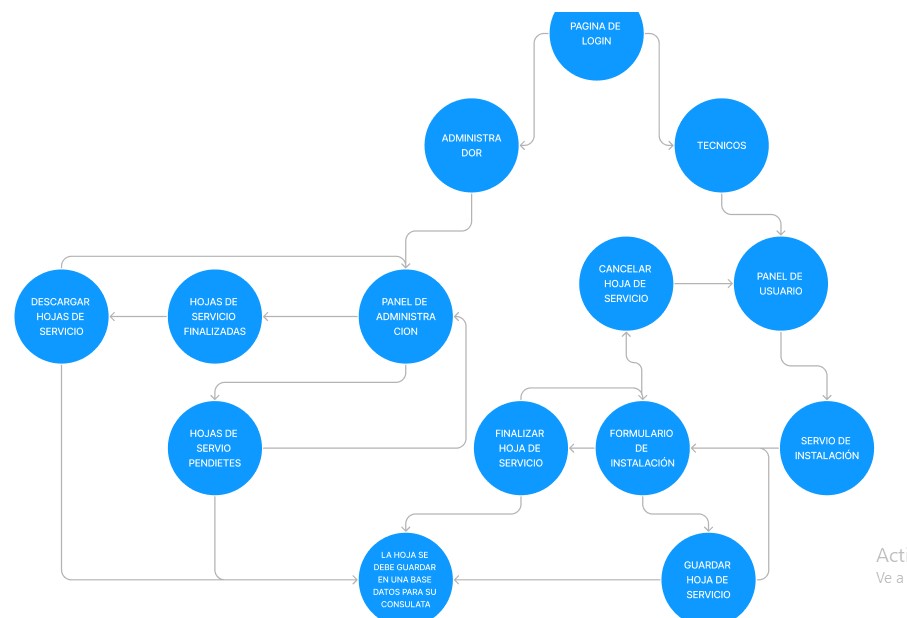 PAGINA DE
LOGIN
ADMINISTRA
DOR
TECNICOS
CANCELAR
HOJA DE
SERVICIO
PANEL DE
USUARIO
DESCARGAR
HOJAS DE
SERVICIO
HOJAS DE
SERVICIO
FINALIZADAS
PANEL DE
ADMINISTRA
CION
HOJAS DE
SERVIO
PENDIETES
FINALIZAR
HOJA DE
SERVICIO
FORMULARIO
DE
INSTALACIÓN
SERVIO DE
INSTALACIÓN
LA HOJA SE
DEBE GUARDAR
EN UNA BASE
DATOS PARA SU
CONSULATA
GUARDAR
HOJA DE
SERVICIO
Acti
Ve a